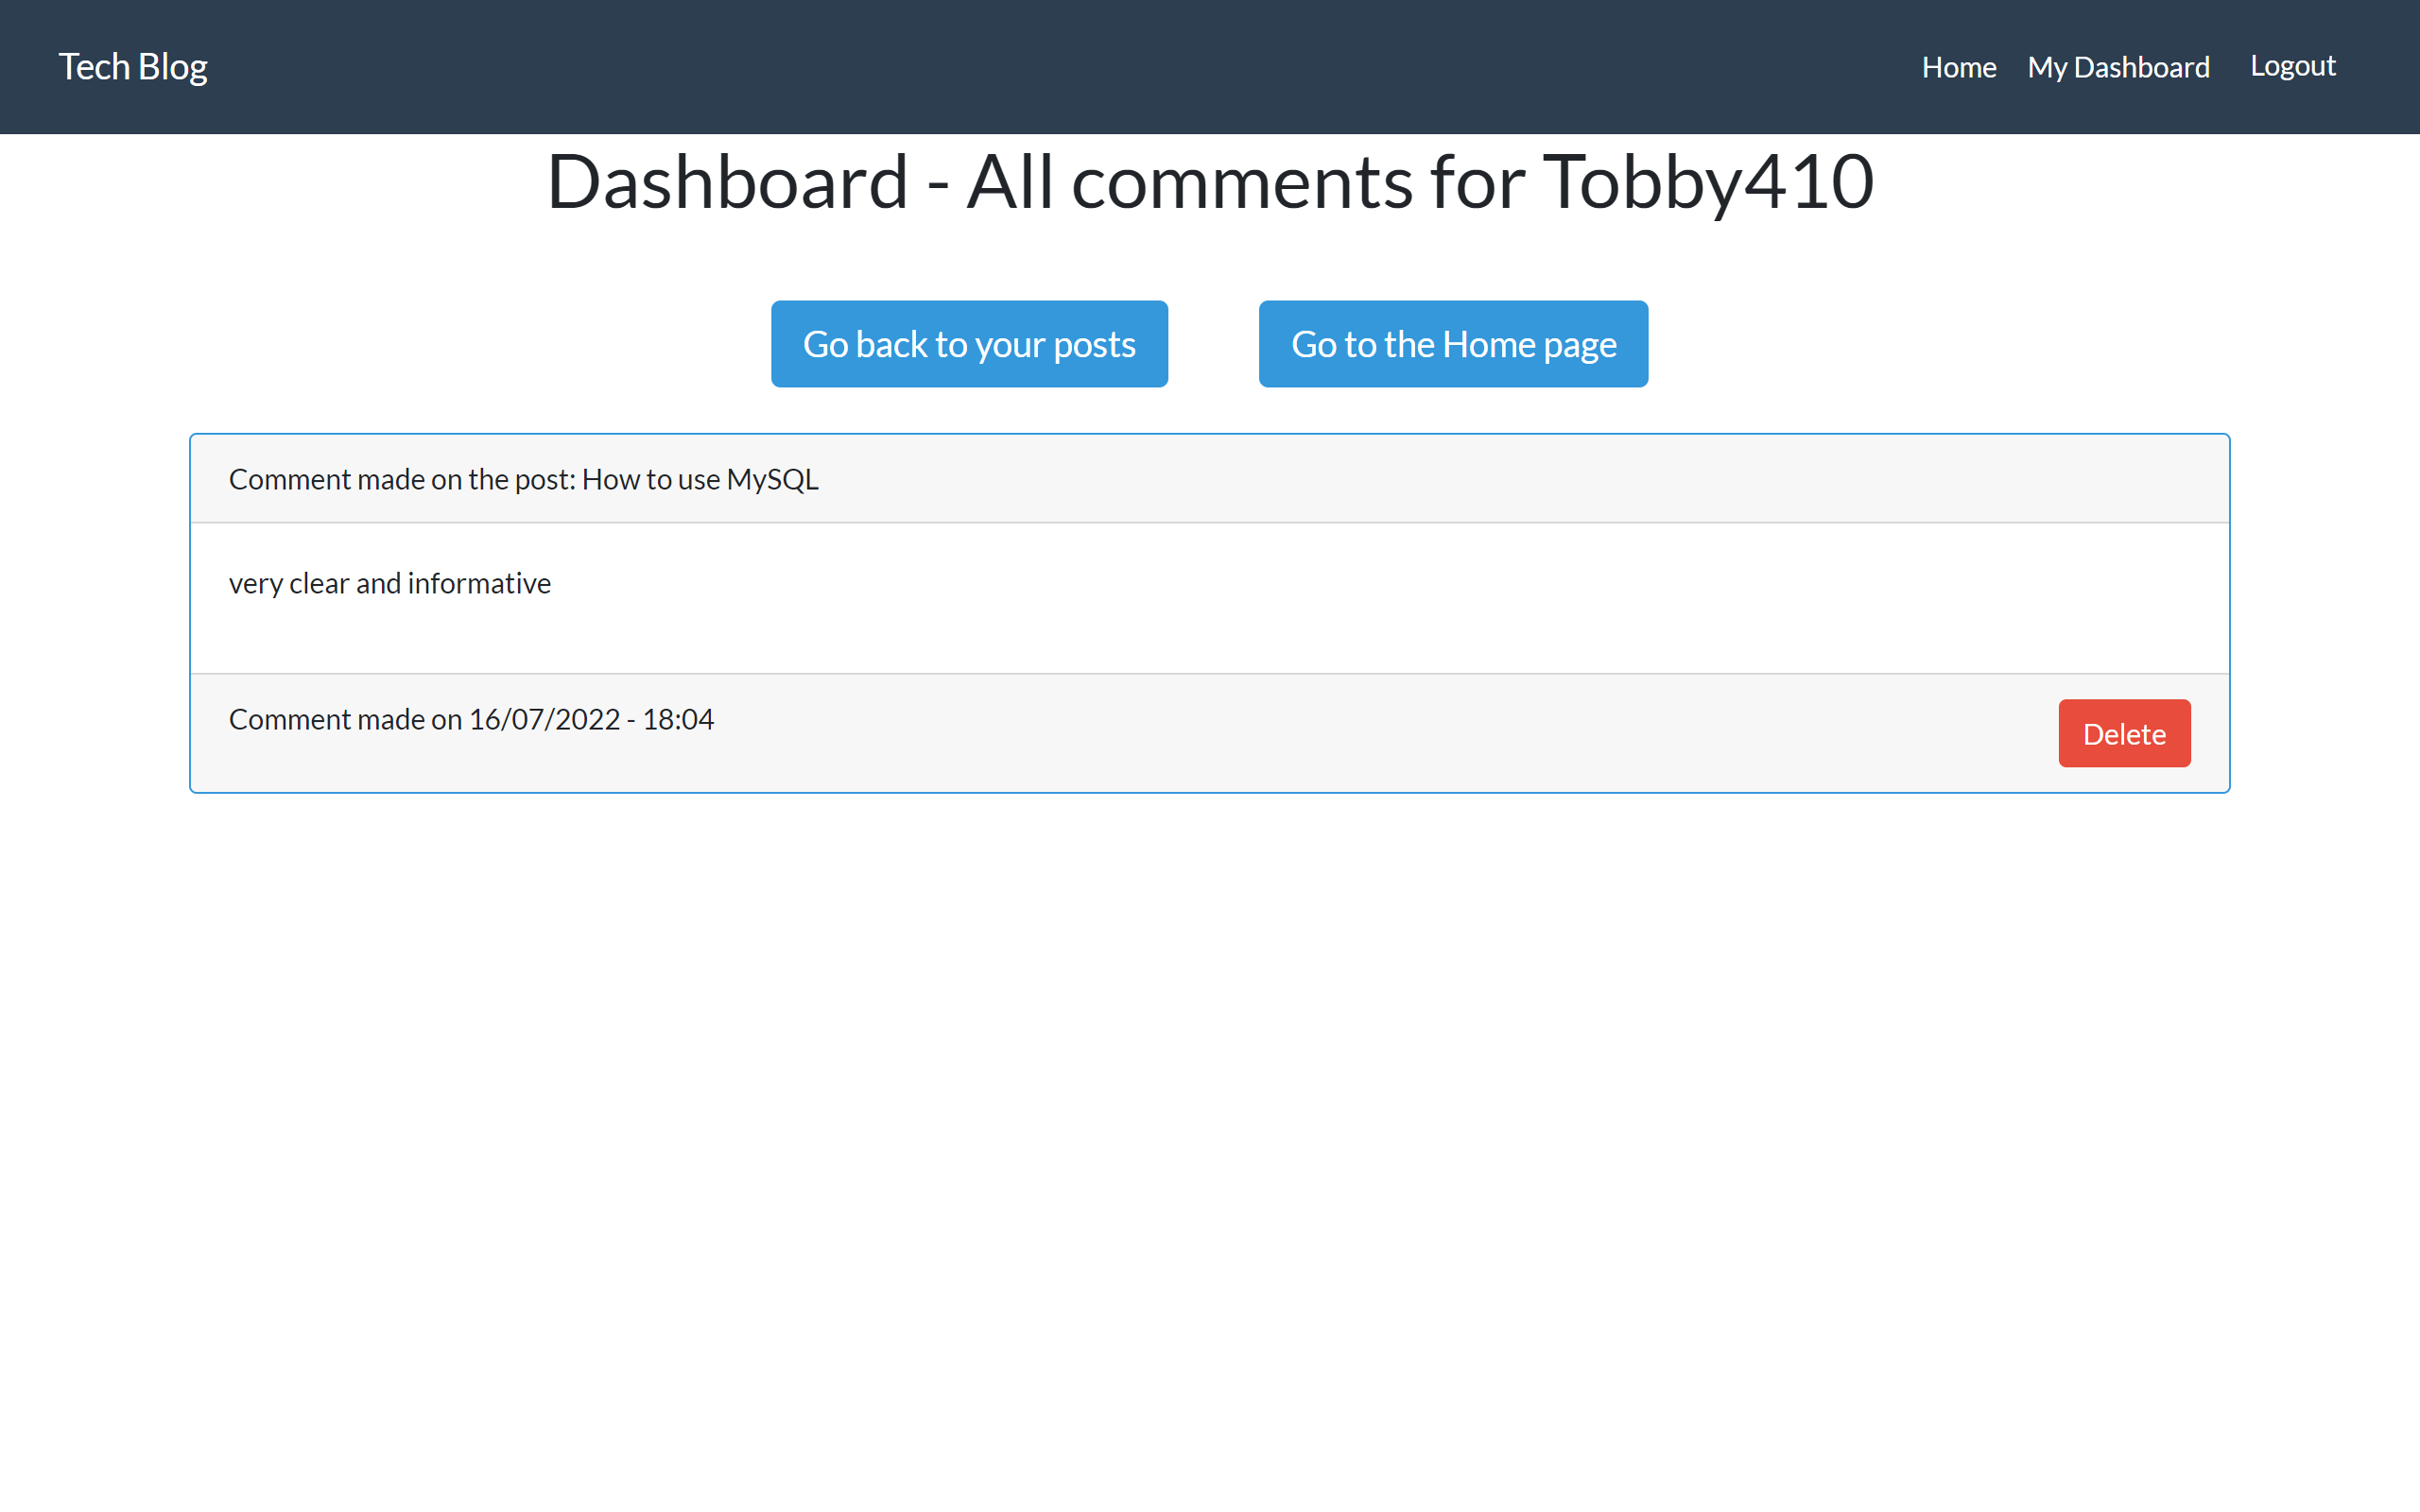 Tech Blog
Home
My Dashboard
Logout
Dashboard - All comments for Tobby410
Go back to your posts
Go to the Home page
Comment made on the post: How to use MySQL
very clear and informative
Comment made on 16/07/2022 - 18:04
Delete